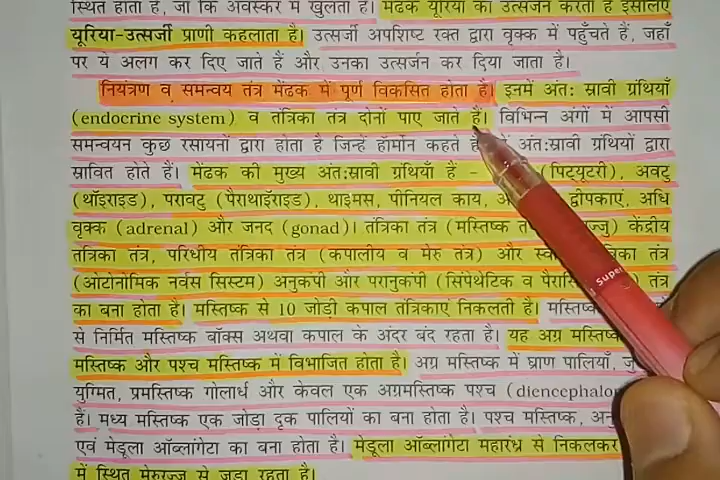 स्थित होता है, जो कि अवस्कर में खुलता है। मेंढक यूरिया का उत्सर्जन करता है इसलिए
यूरिया-उत्सर्जी प्राणी कहलाता है। उत्सर्जी अपशिष्ट रक्त द्वारा वृक्क में पहुँचते हैं, जहाँ
पर ये अलग कर दिए जाते हैं और उनका उत्सर्जन कर दिया जाता है।
नियंत्रण व समन्वय तंत्र मेंढक में पूर्ण विकसित होता है। इनमें अंत: स्रावी ग्रंथियाँ
(endocrine system) व तंत्रिका तंत्र दोनों पाए जाते हैं। विभिन्न अंगों में आपसी
समन्वयन कुछ रसायनों द्वारा होता है जिन्हें हॉर्मोन कहते हैं अंत:स्रावी ग्रंथियों द्वारा
स्रावित होते हैं। मेंढक की मुख्य अंत:स्रावी ग्रंथियाँ हैं - (पिट्यूटरी), अवटु
(थॉइराइड), परावटु (पैराथॉइराइड), थाइमस, पीनियल काय, द्वीपकाएं, अधि
वृक्क (adrenal) और जनद (gonad)। तंत्रिका तंत्र (मस्तिष्क केंद्रीय
तंत्रिका तंत्र, परिधीय तंत्रिका तंत्र (कपालीय व मेरु तंत्र) और तंत्र
(ओटोनोमिक नर्वस सिस्टम) अनुकंपी और परानुकंपी (सिंपेथेटिक व तंत्र
का बना होता है। मस्तिष्क से 10 जोड़ी कपाल तंत्रिकाएं निकलती है। मस्तिष्क
से निर्मित मस्तिष्क बॉक्स अथवा कपाल के अंदर बंद रहता है। यह अग्र मस्तिष्क
मस्तिष्क और पश्च मस्तिष्क में विभाजित होता है। अग्र मस्तिष्क में घ्राण पालियाँ,
युग्मित, प्रमस्तिष्क गोलार्ध और केवल एक अग्रमस्तिष्क पश्च
हैं। मध्य मस्तिष्क एक जोड़ा दृक पालियों का बना होता है। पश्च मस्तिष्क,
एवं मेडूला ऑब्लांगेटा का बना होता है। मेडूला ऑब्लांगेटा महारंध्र से निकलकर
में स्थित मेरुरज्जु से जुड़ा रहता है।
Super